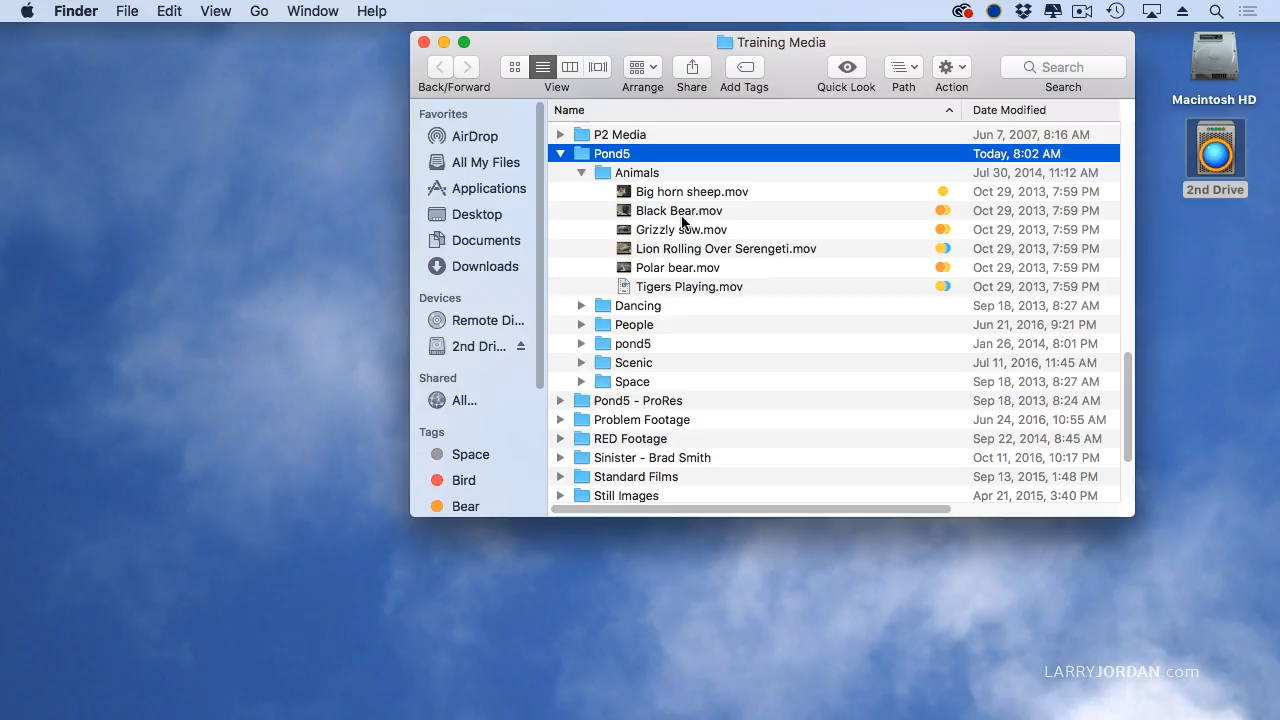 Finder File Edit View Go Window Help
Training Media
Back/Forward View Arrange Share Add Tags Quick Look Path Action Search
Search
Macintosh HD
2nd Drive
Favorites
AirDrop
All My Files
Applications
Desktop
Documents
Downloads
Devices
Remote Di...
2nd Dri...
Shared
All...
Tags
Space
Bird
Bear
Name Date Modified
P2 Media Jun 7, 2007, 8:16 AM
Pond5 Today, 8:02 AM
Animals Jul 30, 2014, 11:12 AM
Big horn sheep.mov Oct 29, 2013, 7:59 PM
Black Bear.mov Oct 29, 2013, 7:59 PM
Grizzly Sow.mov Oct 29, 2013, 7:59 PM
Lion Rolling Over Serengeti.mov Oct 29, 2013, 7:59 PM
Polar bear.mov Oct 29, 2013, 7:59 PM
Tigers Playing.mov Oct 29, 2013, 7:59 PM
Dancing Sep 18, 2013, 8:27 AM
People Jun 21, 2016, 9:21 PM
pond5 Jan 26, 2014, 8:01 PM
Scenic Jul 11, 2016, 11:45 AM
Space Sep 18, 2013, 8:27 AM
Pond5 - ProRes Sep 18, 2013, 8:24 AM
Problem Footage Jun 24, 2016, 10:55 AM
RED Footage Sep 22, 2014, 8:45 AM
Sinister - Brad Smith Oct 11, 2016, 10:17 PM
Standard Films Sep 13, 2015, 1:48 PM
Still Images Apr 21, 2015, 3:40 PM
LARRYJORDAN.com